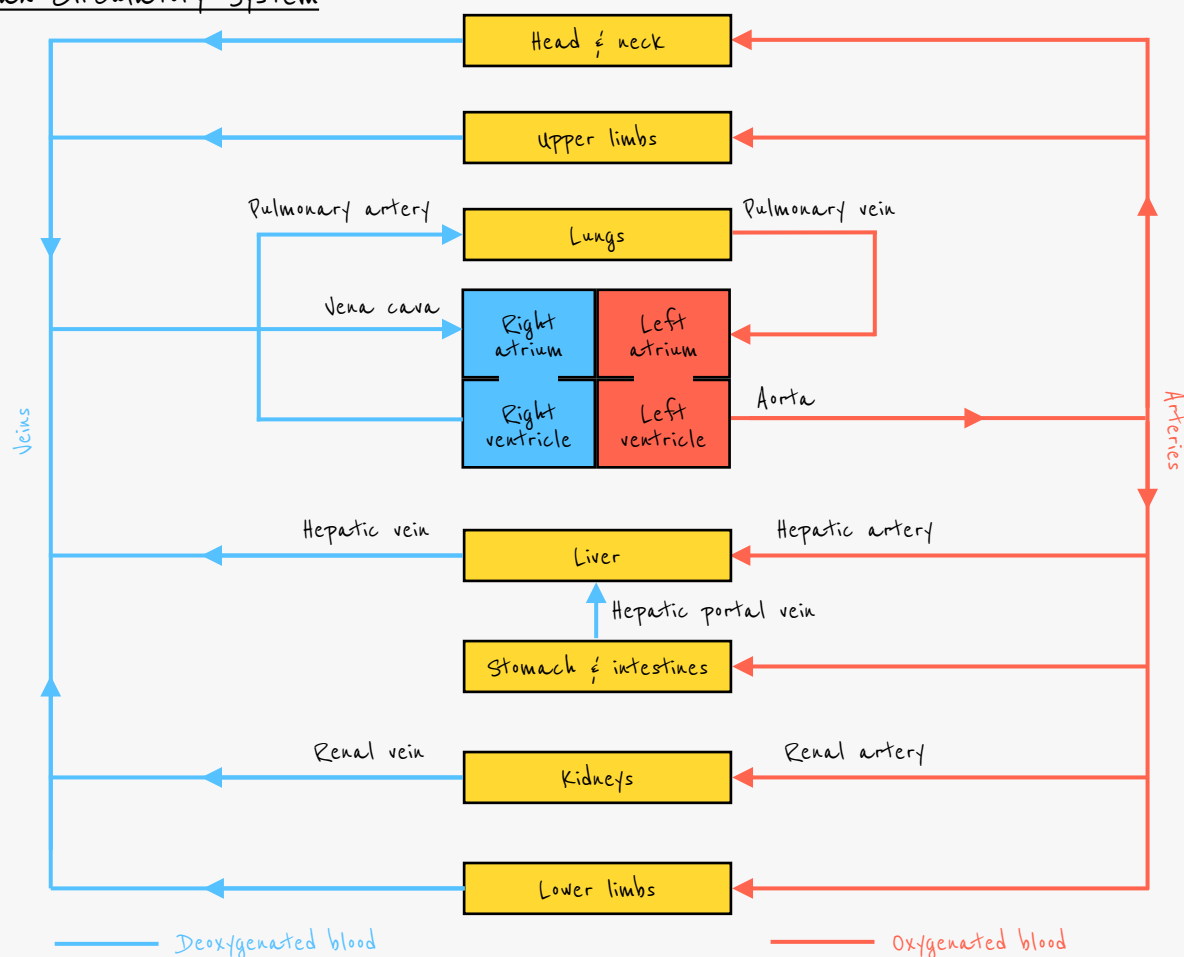 Circulatory System
Head & neck
Upper limbs
Pulmonary artery
Pulmonary vein
Lungs
Vena cava
Right
atrium
Left
atrium
Aorta
Right
ventricle
Left
ventricle
Veins
Arteries
Hepatic vein
Hepatic artery
Liver
Hepatic portal vein
Stomach & intestines
Renal vein
Renal artery
Kidneys
Lower limbs
Deoxygenated blood
Oxygenated blood